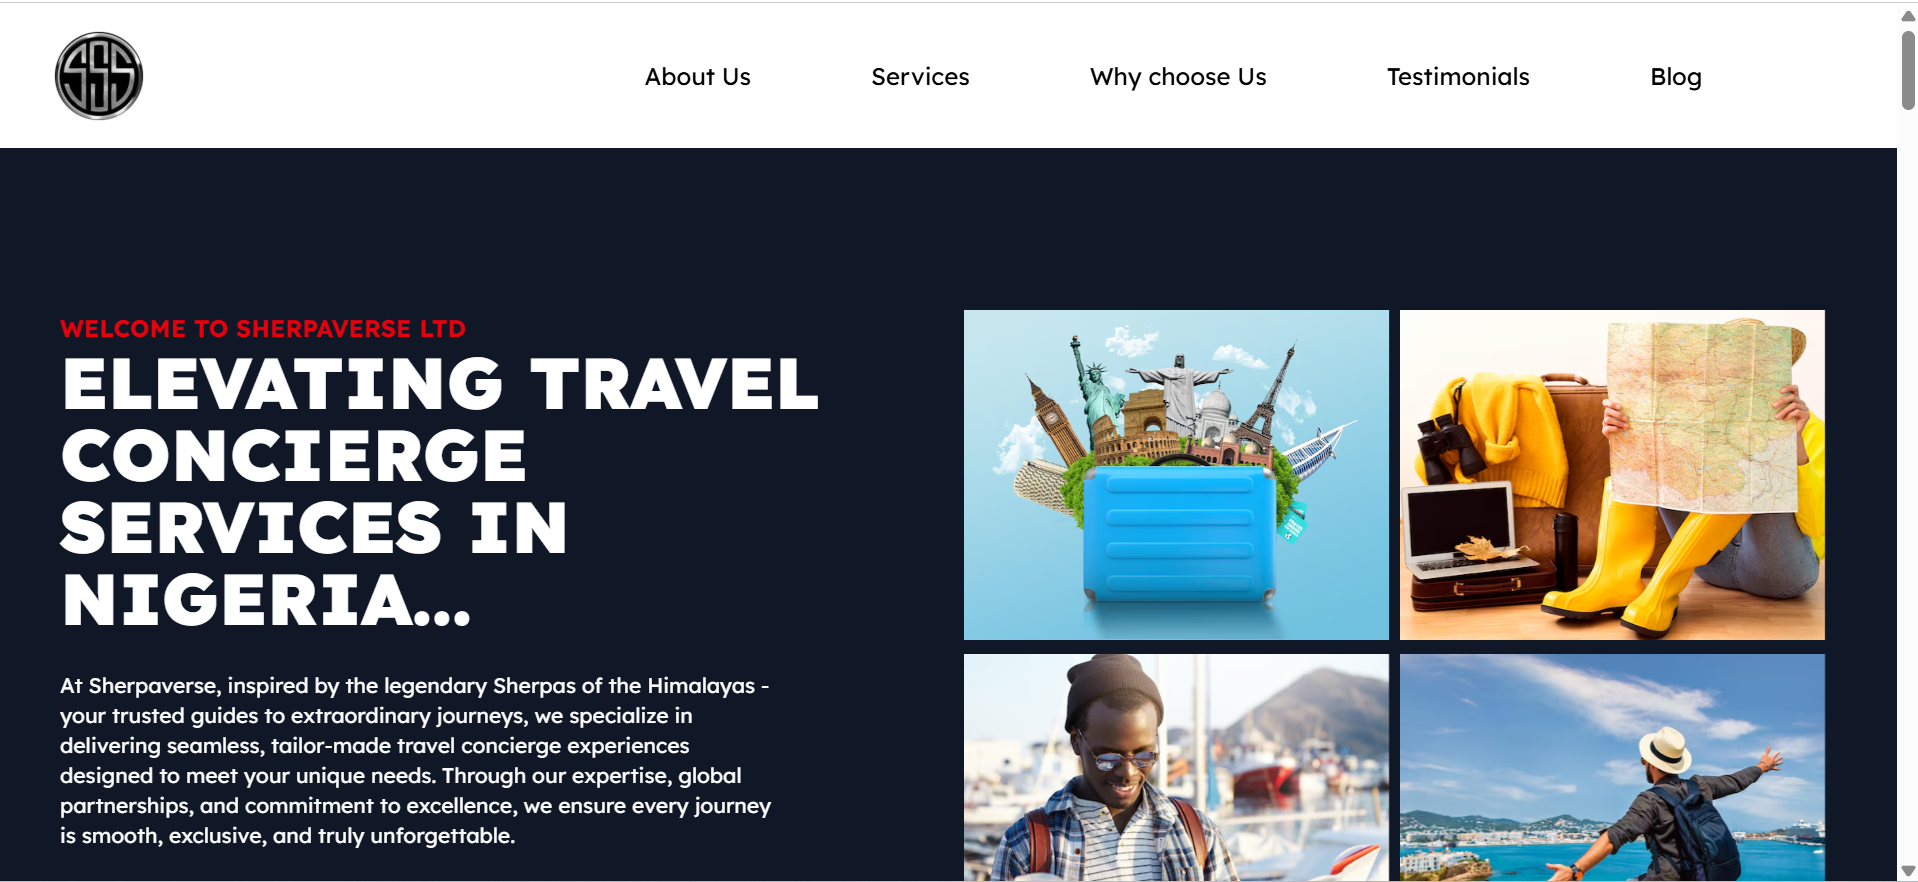 SSS
About Us
Services
Why choose Us
Testimonials
Blog
WELCOME TO SHERPAVERSE LTD
ELEVATING TRAVEL
CONCIERGE
SERVICES IN
NIGERIA...
At Sherpaverse, inspired by the legendary Sherpas of the Himalayas -
your trusted guides to extraordinary journeys, we specialize in
delivering seamless, tailor-made travel concierge experiences
designed to meet your unique needs. Through our expertise, global
partnerships, and commitment to excellence, we ensure every journey
is smooth, exclusive, and truly unforgettable.